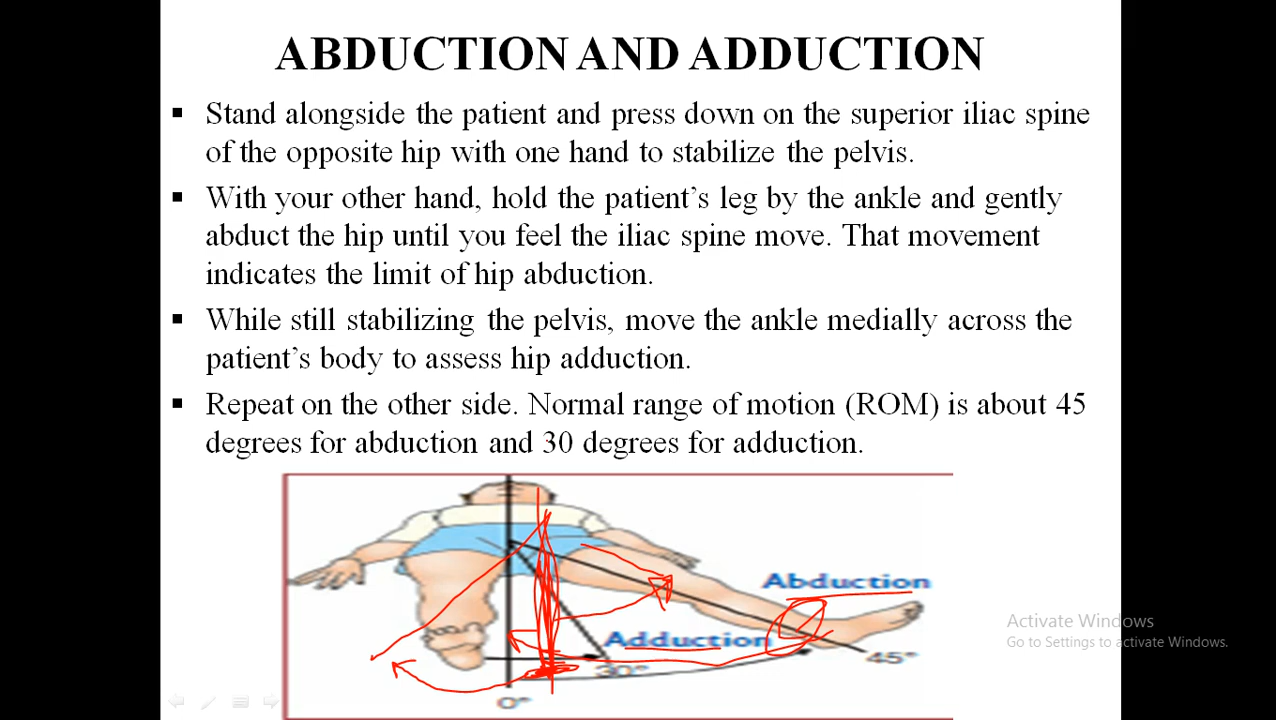 ABDUCTION AND ADDUCTION
▪ Stand alongside the patient and press down on the superior iliac spine
of the opposite hip with one hand to stabilize the pelvis.
▪ With your other hand, hold the patient’s leg by the ankle and gently
abduct the hip until you feel the iliac spine move. That movement
indicates the limit of hip abduction.
▪ While still stabilizing the pelvis, move the ankle medially across the
patient’s body to assess hip adduction.
▪ Repeat on the other side. Normal range of motion (ROM) is about 45
degrees for abduction and 30 degrees for adduction.
Abduction
Adduction
45°
30°
0°
Activate Windows
Go to Settings to activate Windows.